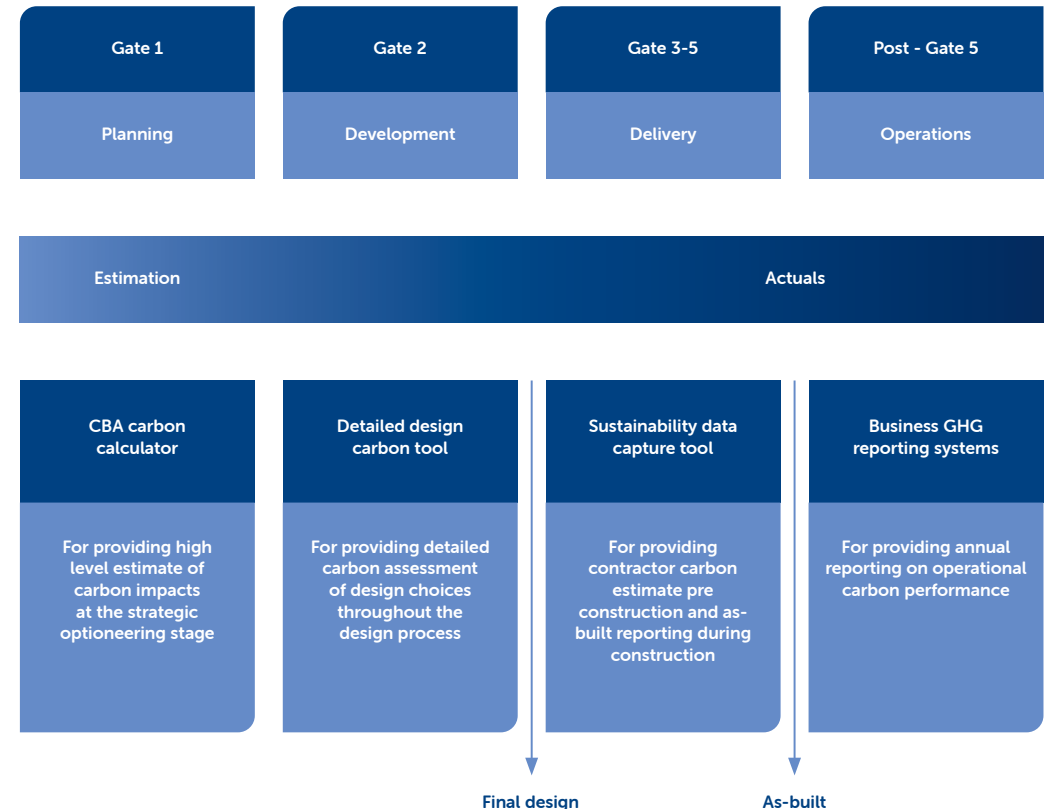 Gate 1
Gate 2
Gate 3-5
Post - Gate 5
Planning
Development
Delivery
Operations
Estimation
Actuals
CBA carbon
calculator
Detailed design
carbon tool
Sustainability data
capture tool
Business GHG
reporting systems
For providing high
level estimate of
carbon impacts
at the strategic
optioneering stage
For providing detailed
carbon assessment
of design choices
throughout the
design process
For providing
contractor carbon
estimate pre
construction and as-
built reporting during
construction
For providing annual
reporting on operational
carbon performance
Final design
As-built